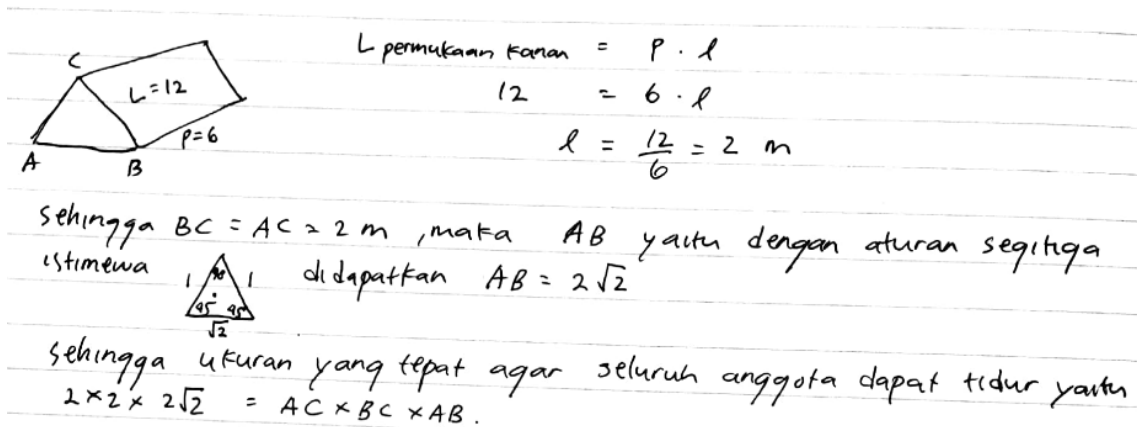 C
L = 12
p = 6
A
B
L permukaan kanan = p . l
12 = 6 . l
l = 12/6 = 2 m
sehingga BC = AC = 2 m , maka AB yaitu dengan aturan segitiga
istimewa 1 90° 1 45° 45° √2 didapatkan AB = 2√2
sehingga ukuran yang tepat agar seluruh anggota dapat tidur yaitu
2 × 2 × 2√2 = AC × BC × AB .